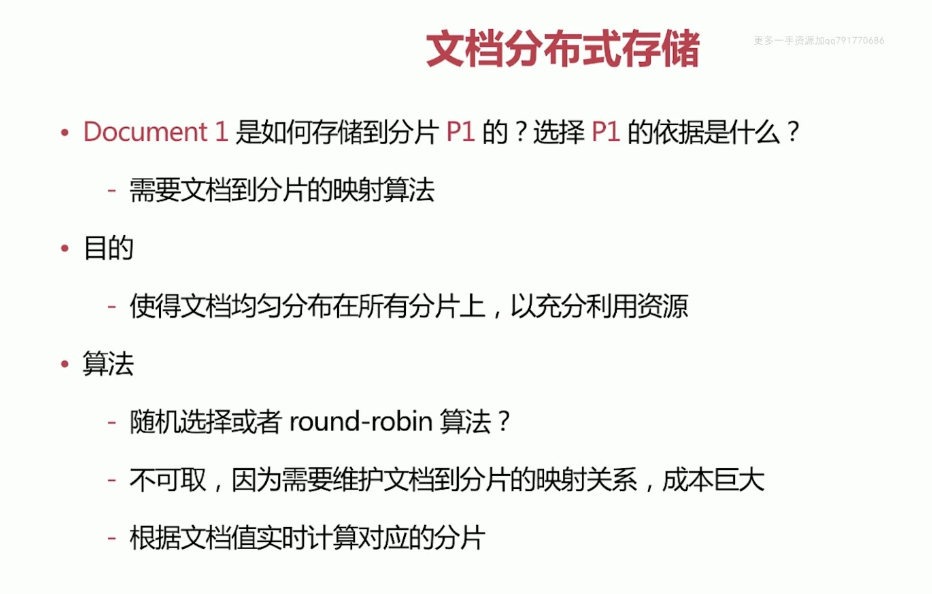 文档分布式存储
更多一手资源加qq791770686
• Document 1 是如何存储到分片 P1 的？选择 P1 的依据是什么？
- 需要文档到分片的映射算法
• 目的
- 使得文档均匀分布在所有分片上，以充分利用资源
• 算法
- 随机选择或者 round-robin 算法？
- 不可取，因为需要维护文档到分片的映射关系，成本巨大
- 根据文档值实时计算对应的分片